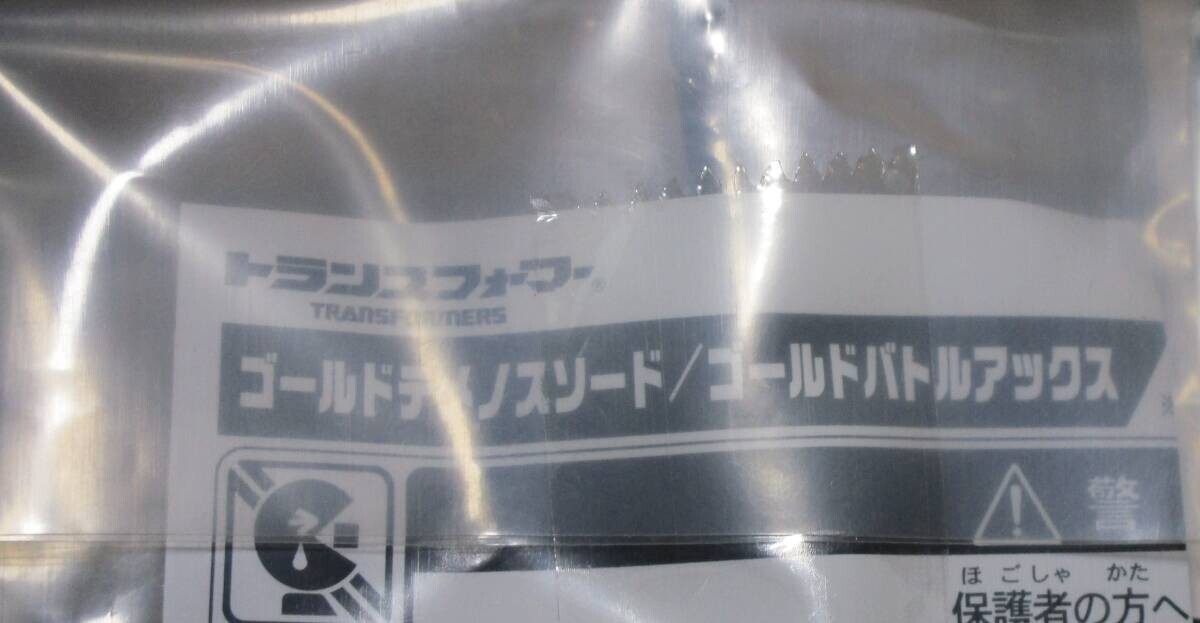 トランスフォーマー®
TRANSFORMERS
ゴールドテメノスソード/ゴールドバトルアックス
警
ほごしゃ かた
保護者の方へ